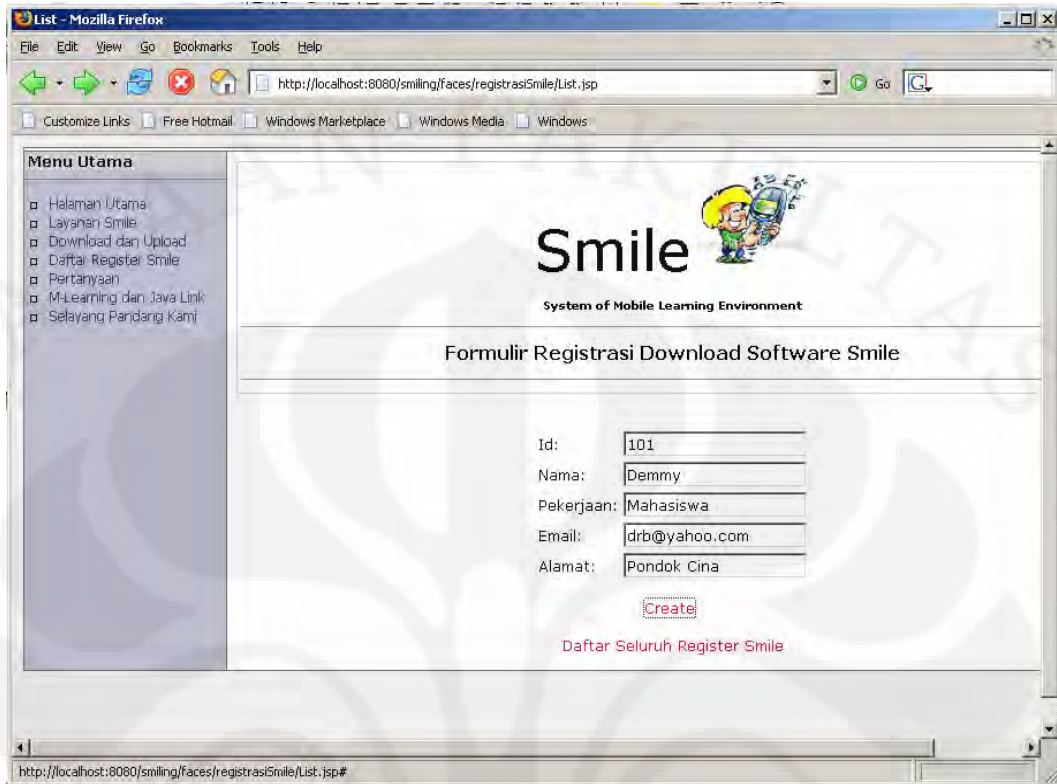 List - Mozilla Firefox
File Edit View Go Bookmarks Tools Help
http://localhost:8080/smiling/faces/registrasiSmile/List.jsp Go G
Customize Links Free Hotmail Windows Marketplace Windows Media Windows
Menu Utama
Halaman Utama
Layanan Smile
Download dan Upload
Daftar Register Smile
Pertanyaan
M-Learning dan Java Link
Selayang Pandang Kami
Smile
System of Mobile Learning Environment
Formulir Registrasi Download Software Smile
Id: 101
Nama: Demmy
Pekerjaan: Mahasiswa
Email: drb@yahoo.com
Alamat: Pondok Cina
Create
Daftar Seluruh Register Smile
http://localhost:8080/smiling/faces/registrasiSmile/List.jsp#